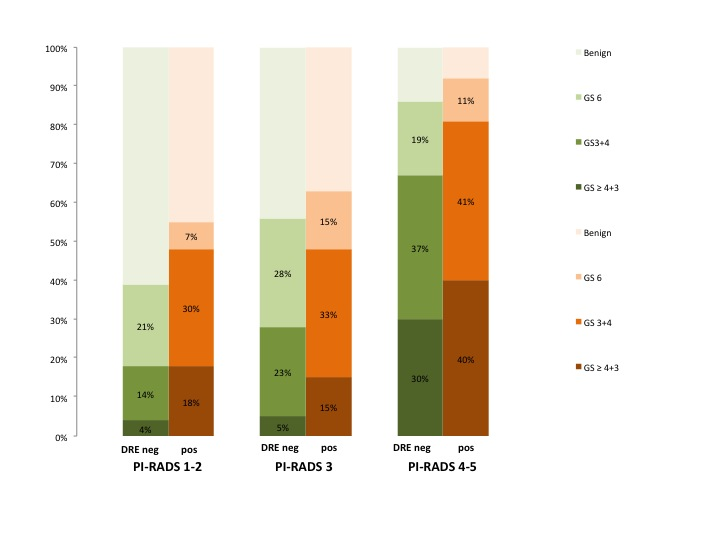 100%
90%
80%
70%
60%
50%
40%
30%
20%
10%
0%
21%
14%
4%
7%
30%
18%
28%
23%
5%
15%
33%
15%
19%
37%
30%
11%
41%
40%
DRE neg pos
PI-RADS 1-2
DRE neg pos
PI-RADS 3
DRE neg pos
PI-RADS 4-5
Benign
GS 6
GS3+4
GS ≥ 4+3
Benign
GS 6
GS 3+4
GS ≥ 4+3